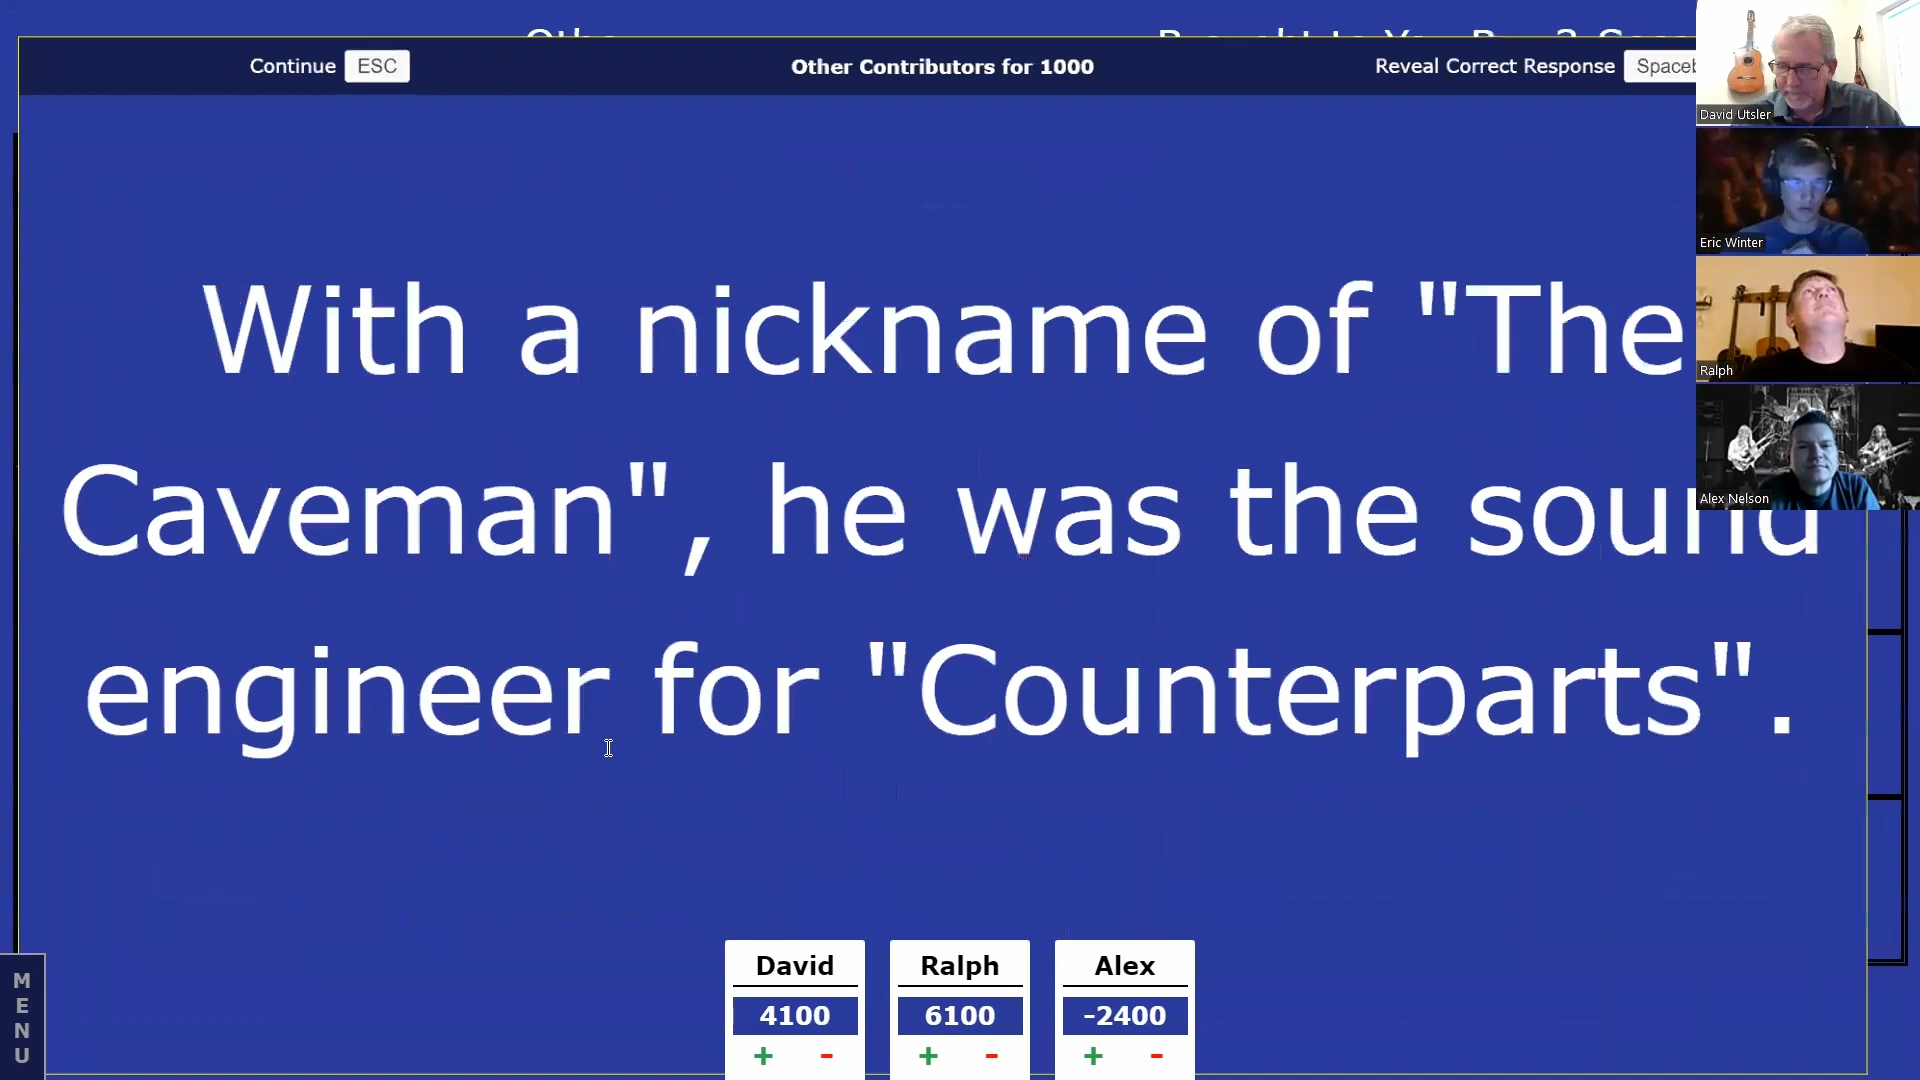 Continue ESC
Other Contributors for 1000
Reveal Correct Response
With a nickname of "The
Caveman", he was the sound
engineer for "Counterparts".
David Utsler
Eric Winter
Ralph
Alex Nelson
MENU
David
4100
+ -
Ralph
6100
+ -
Alex
-2400
+ -